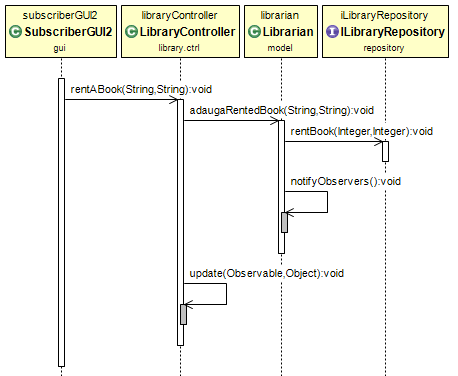 subscriberGUI2
C SubscriberGUI2
gui
libraryController
C LibraryController
library.ctrl
librarian
C Librarian
model
iLibraryRepository
I ILibraryRepository
repository
rentABook(String,String):void
adaugaRentedBook(String,String):void
rentBook(Integer,Integer):void
notifyObservers():void
update(Observable,Object):void